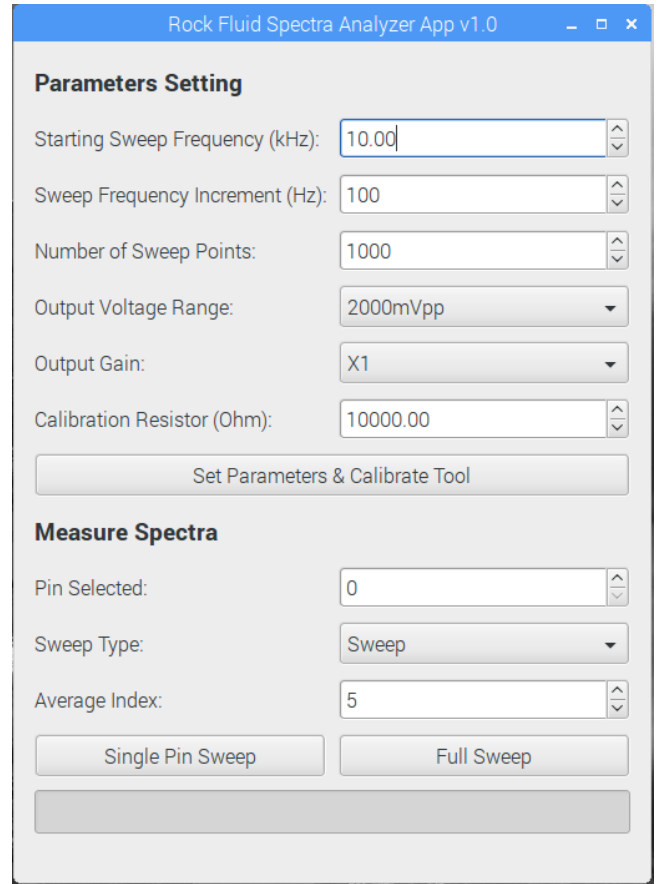 Rock Fluid Spectra Analyzer App v1.0
Parameters Setting
Starting Sweep Frequency (kHz): 10.00
Sweep Frequency Increment (Hz): 100
Number of Sweep Points: 1000
Output Voltage Range: 2000mVpp
Output Gain: X1
Calibration Resistor (Ohm): 10000.00
Set Parameters & Calibrate Tool
Measure Spectra
Pin Selected: 0
Sweep Type: Sweep
Average Index: 5
Single Pin Sweep Full Sweep